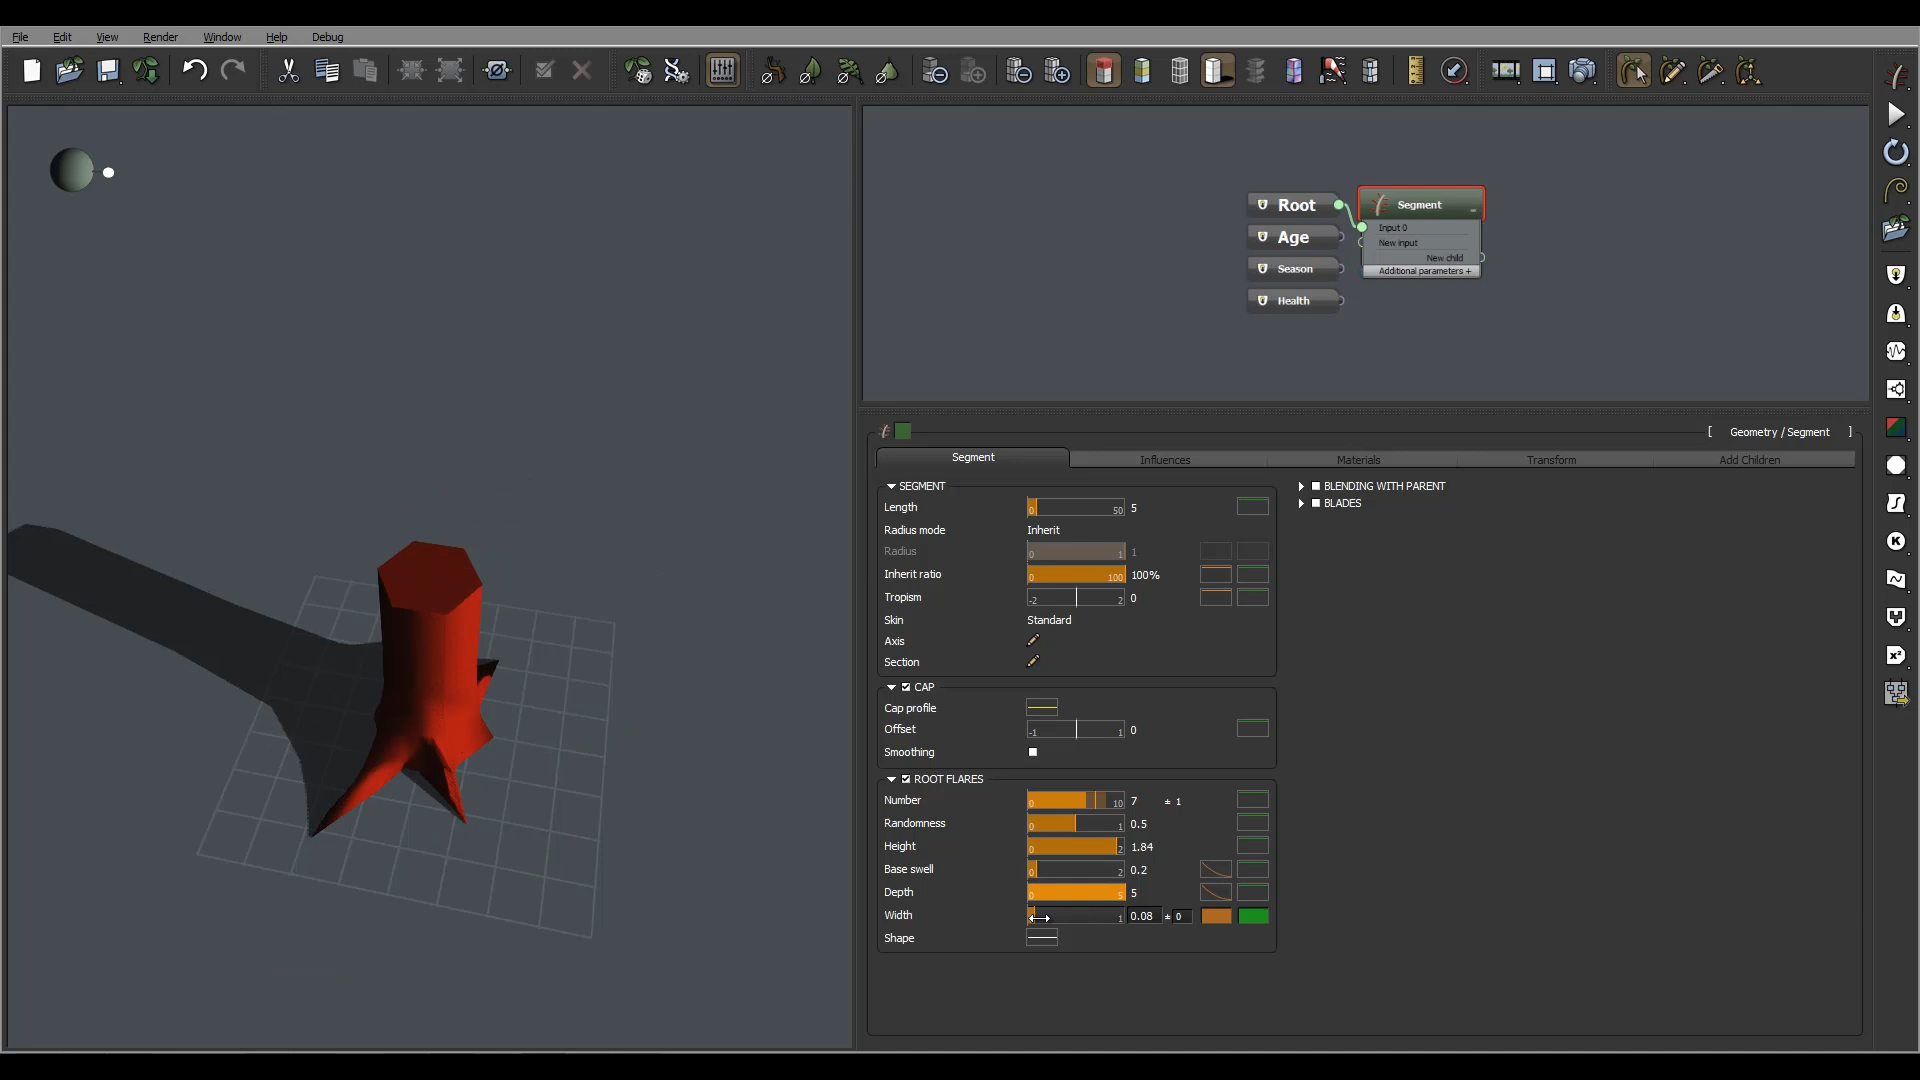 File Edit View Render Window Help Debug
Root
Age
Season
Health
Segment
Input 0
New input
New child
Additional parameters +
[ Geometry / Segment ]
Segment Influences Materials Transform Add Children
SEGMENT
Length 0 50 5
Radius mode Inherit
Radius 0 1 1
Inherit ratio 0 100 100%
Tropism -2 2 0
Skin Standard
Axis
Section
CAP
Cap profile
Offset -1 1 0
Smoothing
ROOT FLARES
Number 0 10 7 ± 1
Randomness 0 1 0.5
Height 0 2 1.84
Base swell 0 2 0.2
Depth 0 5 5
Width 1 0.08 ± 0
Shape
BLENDING WITH PARENT
BLADES
K
x²